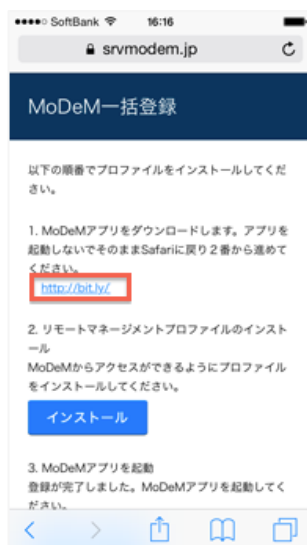 SoftBank 16:16
srvmodem.jp
MoDeM一括登録
以下の順番でプロファイルをインストールしてくだ
さい。
1. MoDeMアプリをダウンロードします。アプリを
起動しないでそのままSafariに戻り２番から進めて
ください。
http://bit.ly/
2. リモートマネージメントプロファイルのインスト
ール
MoDeMからアクセスができるようにプロファイル
をインストールしてください。
インストール
3. MoDeMアプリを起動
登録が完了しました。MoDeMアプリを起動してく
ださい。